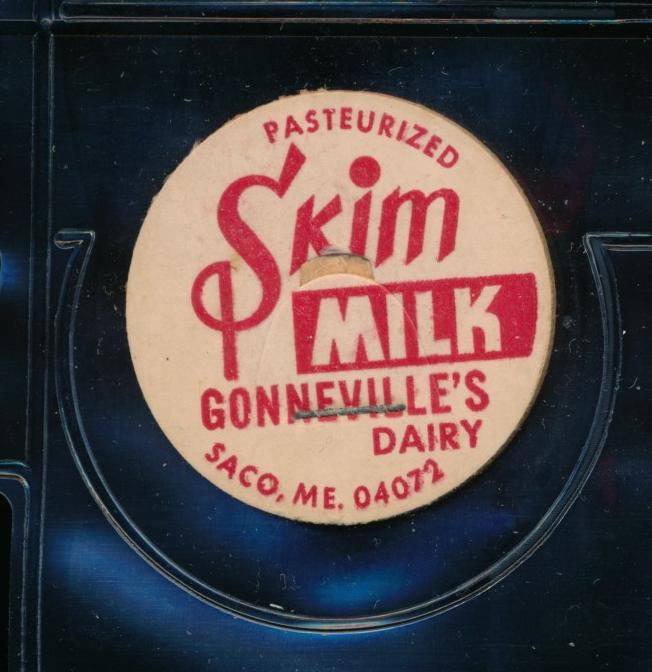 PASTEURIZED
Skim
MILK
GONNEVILLE'S
DAIRY
SACO, ME. 04072